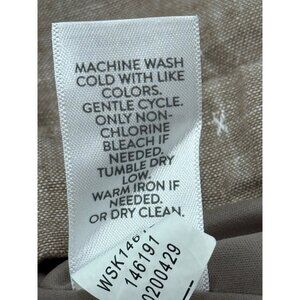 MACHINE WASH
COLD WITH LIKE
COLORS.
GENTLE CYCLE.
ONLY NON-
CHLORINE
BLEACH IF
NEEDED.
TUMBLE DRY
LOW.
WARM IRON IF
NEEDED.
OR DRY CLEAN.
146191
0200429